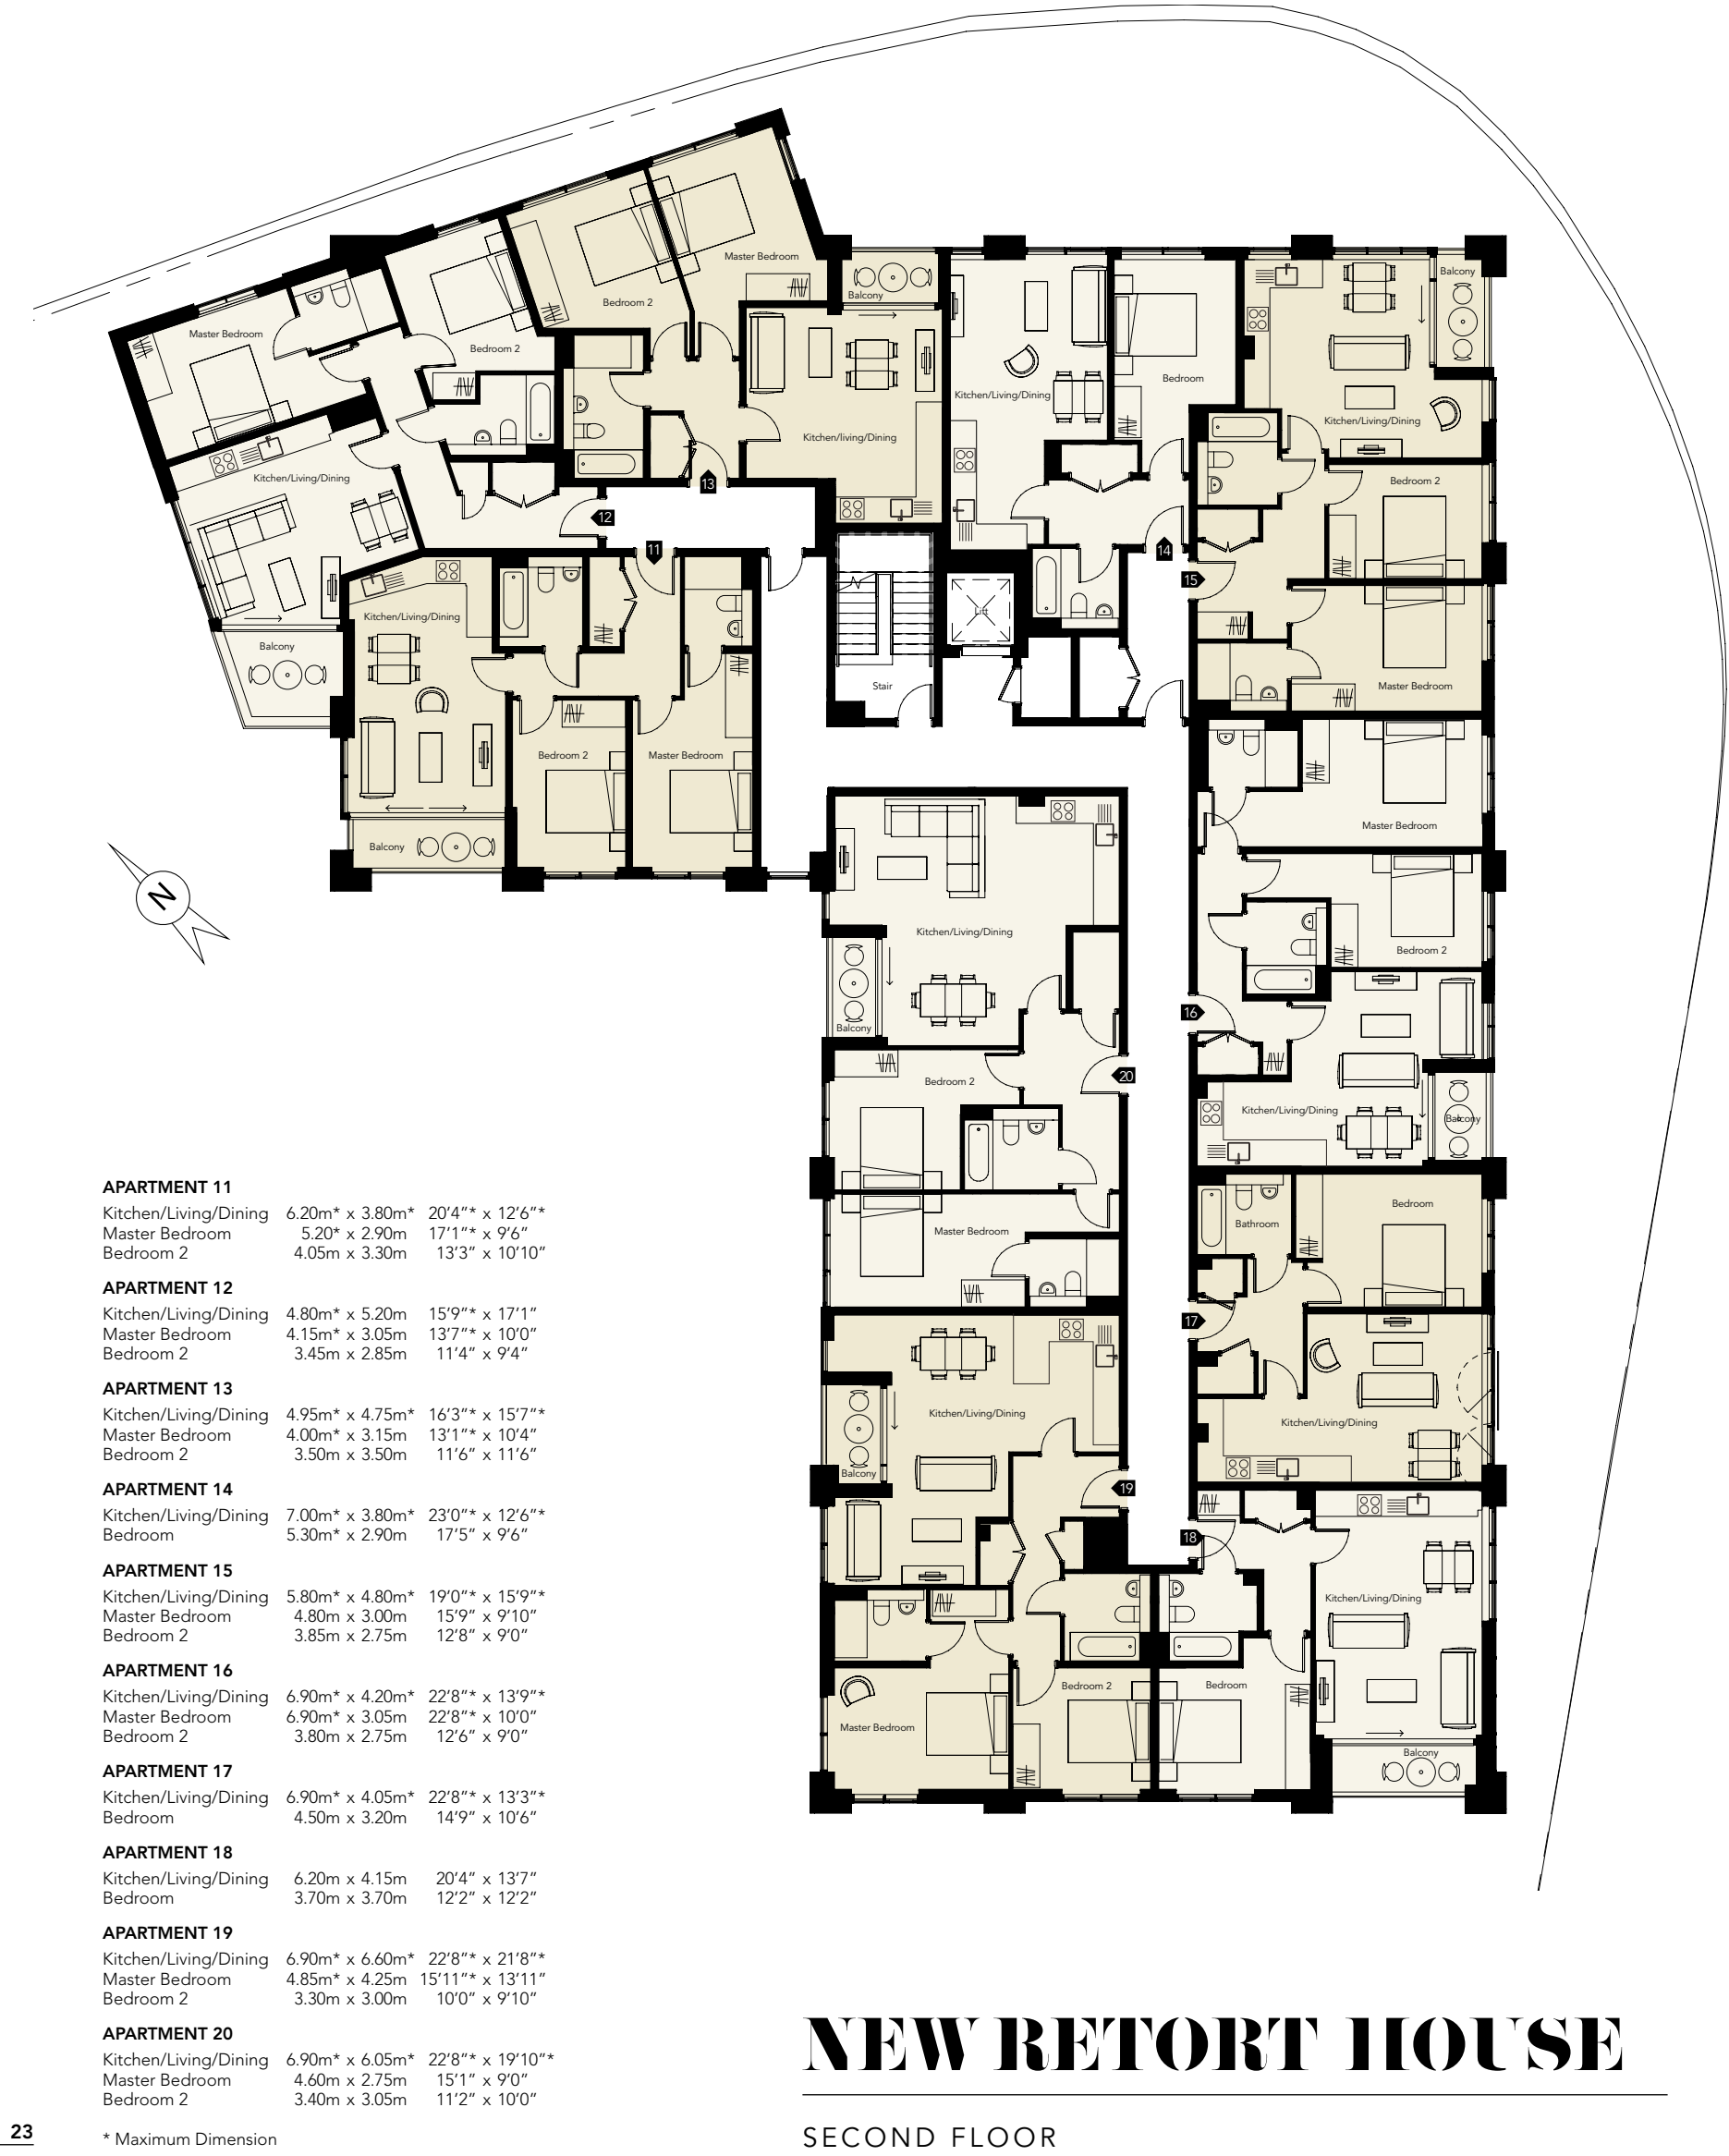 Master Bedroom
Balcony
Balcony
Bedroom 2
Master Bedroom
Bedroom 2
Bedroom
Kitchen/Living/Dining
Kitchen/Living/Dining
Kitchen/living/Dining
Kitchen/Living/Dining
Bedroom 2
13
12
11
14
15
Lift
Kitchen/Living/Dining
Balcony
Stair
Master Bedroom
Bedroom 2
Master Bedroom
Balcony
Master Bedroom
N
Kitchen/Living/Dining
Bedroom 2
16
Balcony
Bedroom 2
20
Kitchen/Living/Dining
Balcony
Master Bedroom
Bathroom
Bedroom
17
Kitchen/Living/Dining
Kitchen/Living/Dining
Balcony
19
18
Kitchen/Living/Dining
Bedroom 2
Bedroom
Master Bedroom
Balcony
APARTMENT 11
Kitchen/Living/Dining 6.20m* x 3.80m* 20’4”* x 12’6”*
Master Bedroom 5.20* x 2.90m 17’1”* x 9’6”
Bedroom 2 4.05m x 3.30m 13’3” x 10’10”
APARTMENT 12
Kitchen/Living/Dining 4.80m* x 5.20m 15’9”* x 17’1”
Master Bedroom 4.15m* x 3.05m 13’7”* x 10’0”
Bedroom 2 3.45m x 2.85m 11’4” x 9’4”
APARTMENT 13
Kitchen/Living/Dining 4.95m* x 4.75m* 16’3”* x 15’7”*
Master Bedroom 4.00m* x 3.15m 13’1”* x 10’4”
Bedroom 2 3.50m x 3.50m 11’6” x 11’6”
APARTMENT 14
Kitchen/Living/Dining 7.00m* x 3.80m* 23’0”* x 12’6”*
Bedroom 5.30m* x 2.90m 17’5” x 9’6”
APARTMENT 15
Kitchen/Living/Dining 5.80m* x 4.80m* 19’0”* x 15’9”*
Master Bedroom 4.80m x 3.00m 15’9” x 9’10”
Bedroom 2 3.85m x 2.75m 12’8” x 9’0”
APARTMENT 16
Kitchen/Living/Dining 6.90m* x 4.20m* 22’8”* x 13’9”*
Master Bedroom 6.90m* x 3.05m 22’8” x 10’0”
Bedroom 2 3.80m x 2.75m 12’6” x 9’0”
APARTMENT 17
Kitchen/Living/Dining 6.90m* x 4.05m* 22’8”* x 13’3”*
Bedroom 4.50m x 3.20m 14’9” x 10’6”
APARTMENT 18
Kitchen/Living/Dining 6.20m x 4.15m 20’4” x 13’7”
Bedroom 3.70m x 3.70m 12’2” x 12’2”
APARTMENT 19
Kitchen/Living/Dining 6.90m* x 6.60m* 22’8”* x 21’8”*
Master Bedroom 4.85m* x 4.25m 15’11”* x 13’11”
Bedroom 2 3.30m x 3.00m 10’0” x 9’10”
APARTMENT 20
Kitchen/Living/Dining 6.90m* x 6.05m* 22’8”* x 19’10”*
Master Bedroom 4.60m x 2.75m 15’1” x 9’0”
Bedroom 2 3.40m x 3.05m 11’2” x 10’0”
* Maximum Dimension
23
NEW RETORT HOUSE
SECOND FLOOR